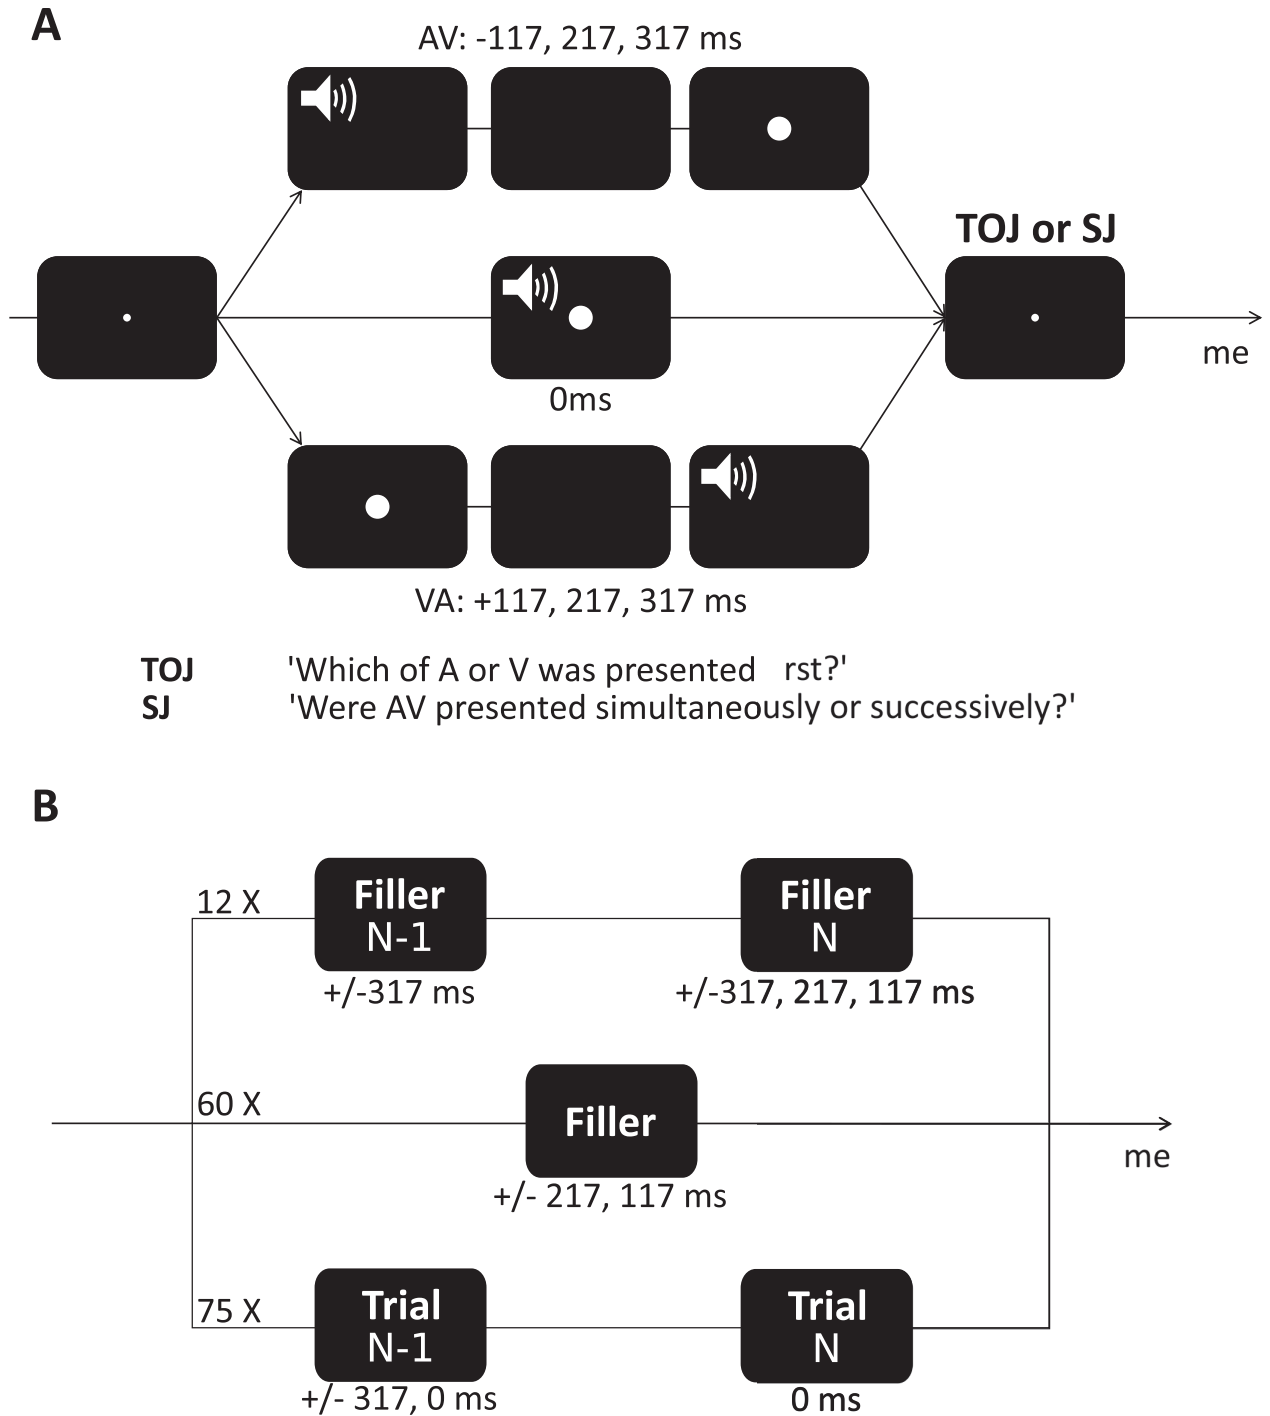 A
AV: -117, 217, 317 ms
TOJ or SJ
me
0ms
VA: +117, 217, 317 ms
TOJ 'Which of A or V was presented rst?'
SJ 'Were AV presented simultaneously or successively?'
B
12 X
Filler
N-1
Filler
N
+/-317 ms
+/-317, 217, 117 ms
60 X
Filler
me
+/- 217, 117 ms
75 X
Trial
N-1
Trial
N
+/- 317, 0 ms
0 ms